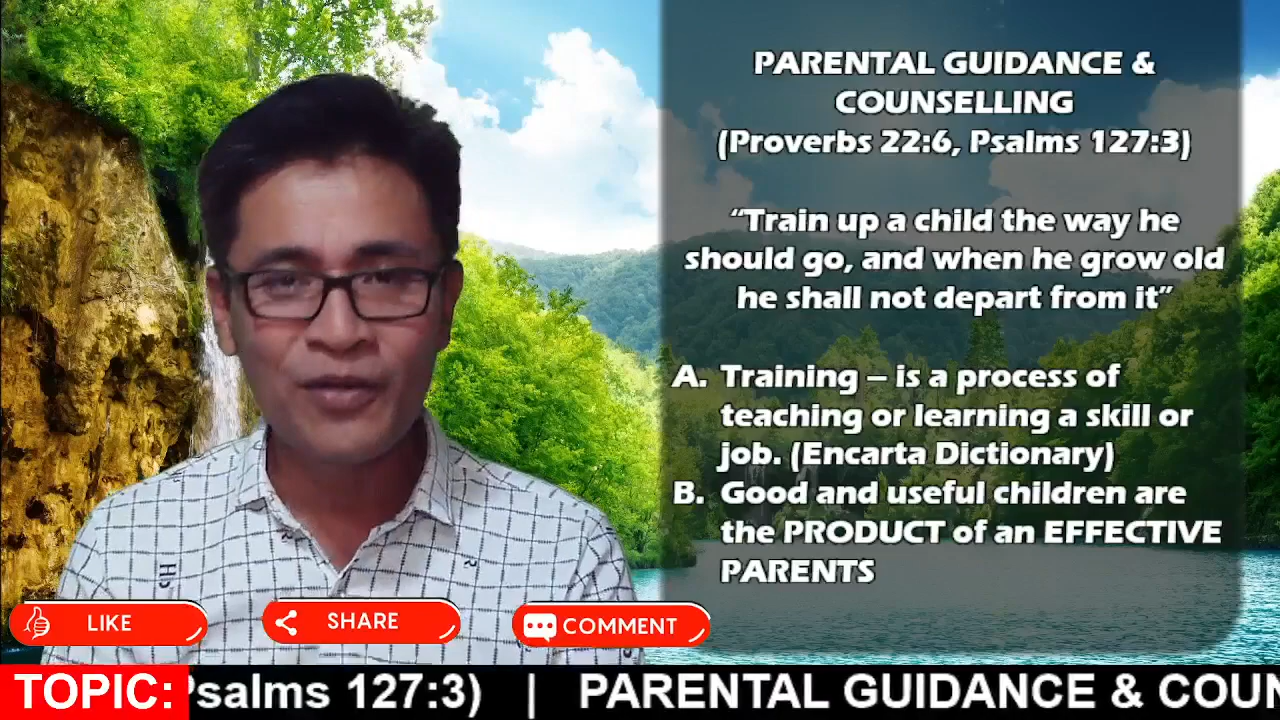 PARENTAL GUIDANCE &
COUNSELLING
(Proverbs 22:6, Psalms 127:3)
“Train up a child the way he
should go, and when he grow old
he shall not depart from it”
A. Training – is a process of
teaching or learning a skill or
job. (Encarta Dictionary)
B. Good and useful children are
the PRODUCT of an EFFECTIVE
PARENTS
LIKE
SHARE
COMMENT
TOPIC: Psalms 127:3) | PARENTAL GUIDANCE & COUN